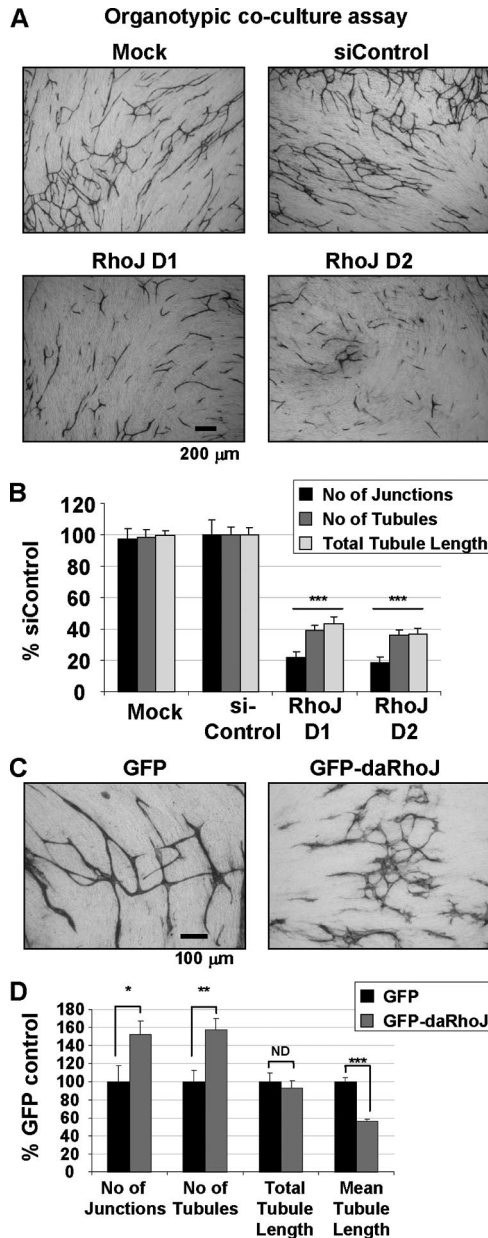 A
Organotypic co-culture assay
Mock
siControl
RhoJ D1
RhoJ D2
200 μm
B
No of Junctions
No of Tubules
Total Tubule Length
% siControl
120
100
80
60
40
20
0
***
***
Mock
si-
Control
RhoJ
D1
RhoJ
D2
C
GFP
GFP-daRhoJ
100 μm
D
GFP
GFP-daRhoJ
% GFP control
180
160
140
120
100
80
60
40
20
0
*
**
ND
***
No of
Junctions
No of
Tubules
Total
Tubule
Length
Mean
Tubule
Length